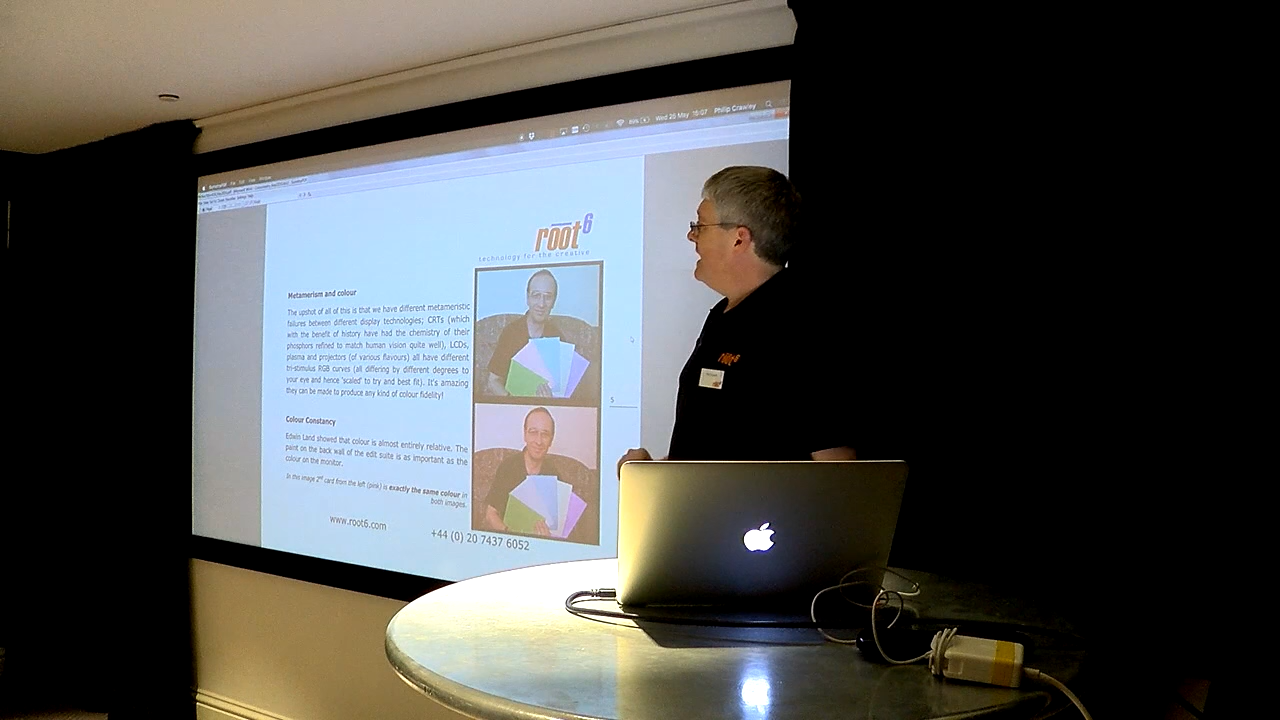 Wed 25 May 15:07 Philip Crawley
root6
technology for the creative
Metamerism and colour
The upshot of all of this is that we have different metameristic
failures between different display technologies; CRTs (which
with the benefit of history have had the chemistry of their
phosphors refined to match human vision quite well), LCDs,
plasma and projectors (of various flavours) all have different
tri-stimulus RGB curves (all differing by different degrees to
your eye and hence 'scaled' to try and best fit). It's amazing
they can be made to produce any kind of colour fidelity!
5
Colour Constancy
Edwin Land showed that colour is almost entirely relative. The
paint on the back wall of the edit suite is as important as the
colour on the monitor.
In this image 2nd card from the left (pink) is exactly the same colour in
both images.
www.root6.com
+44 (0) 20 7437 6052
root6